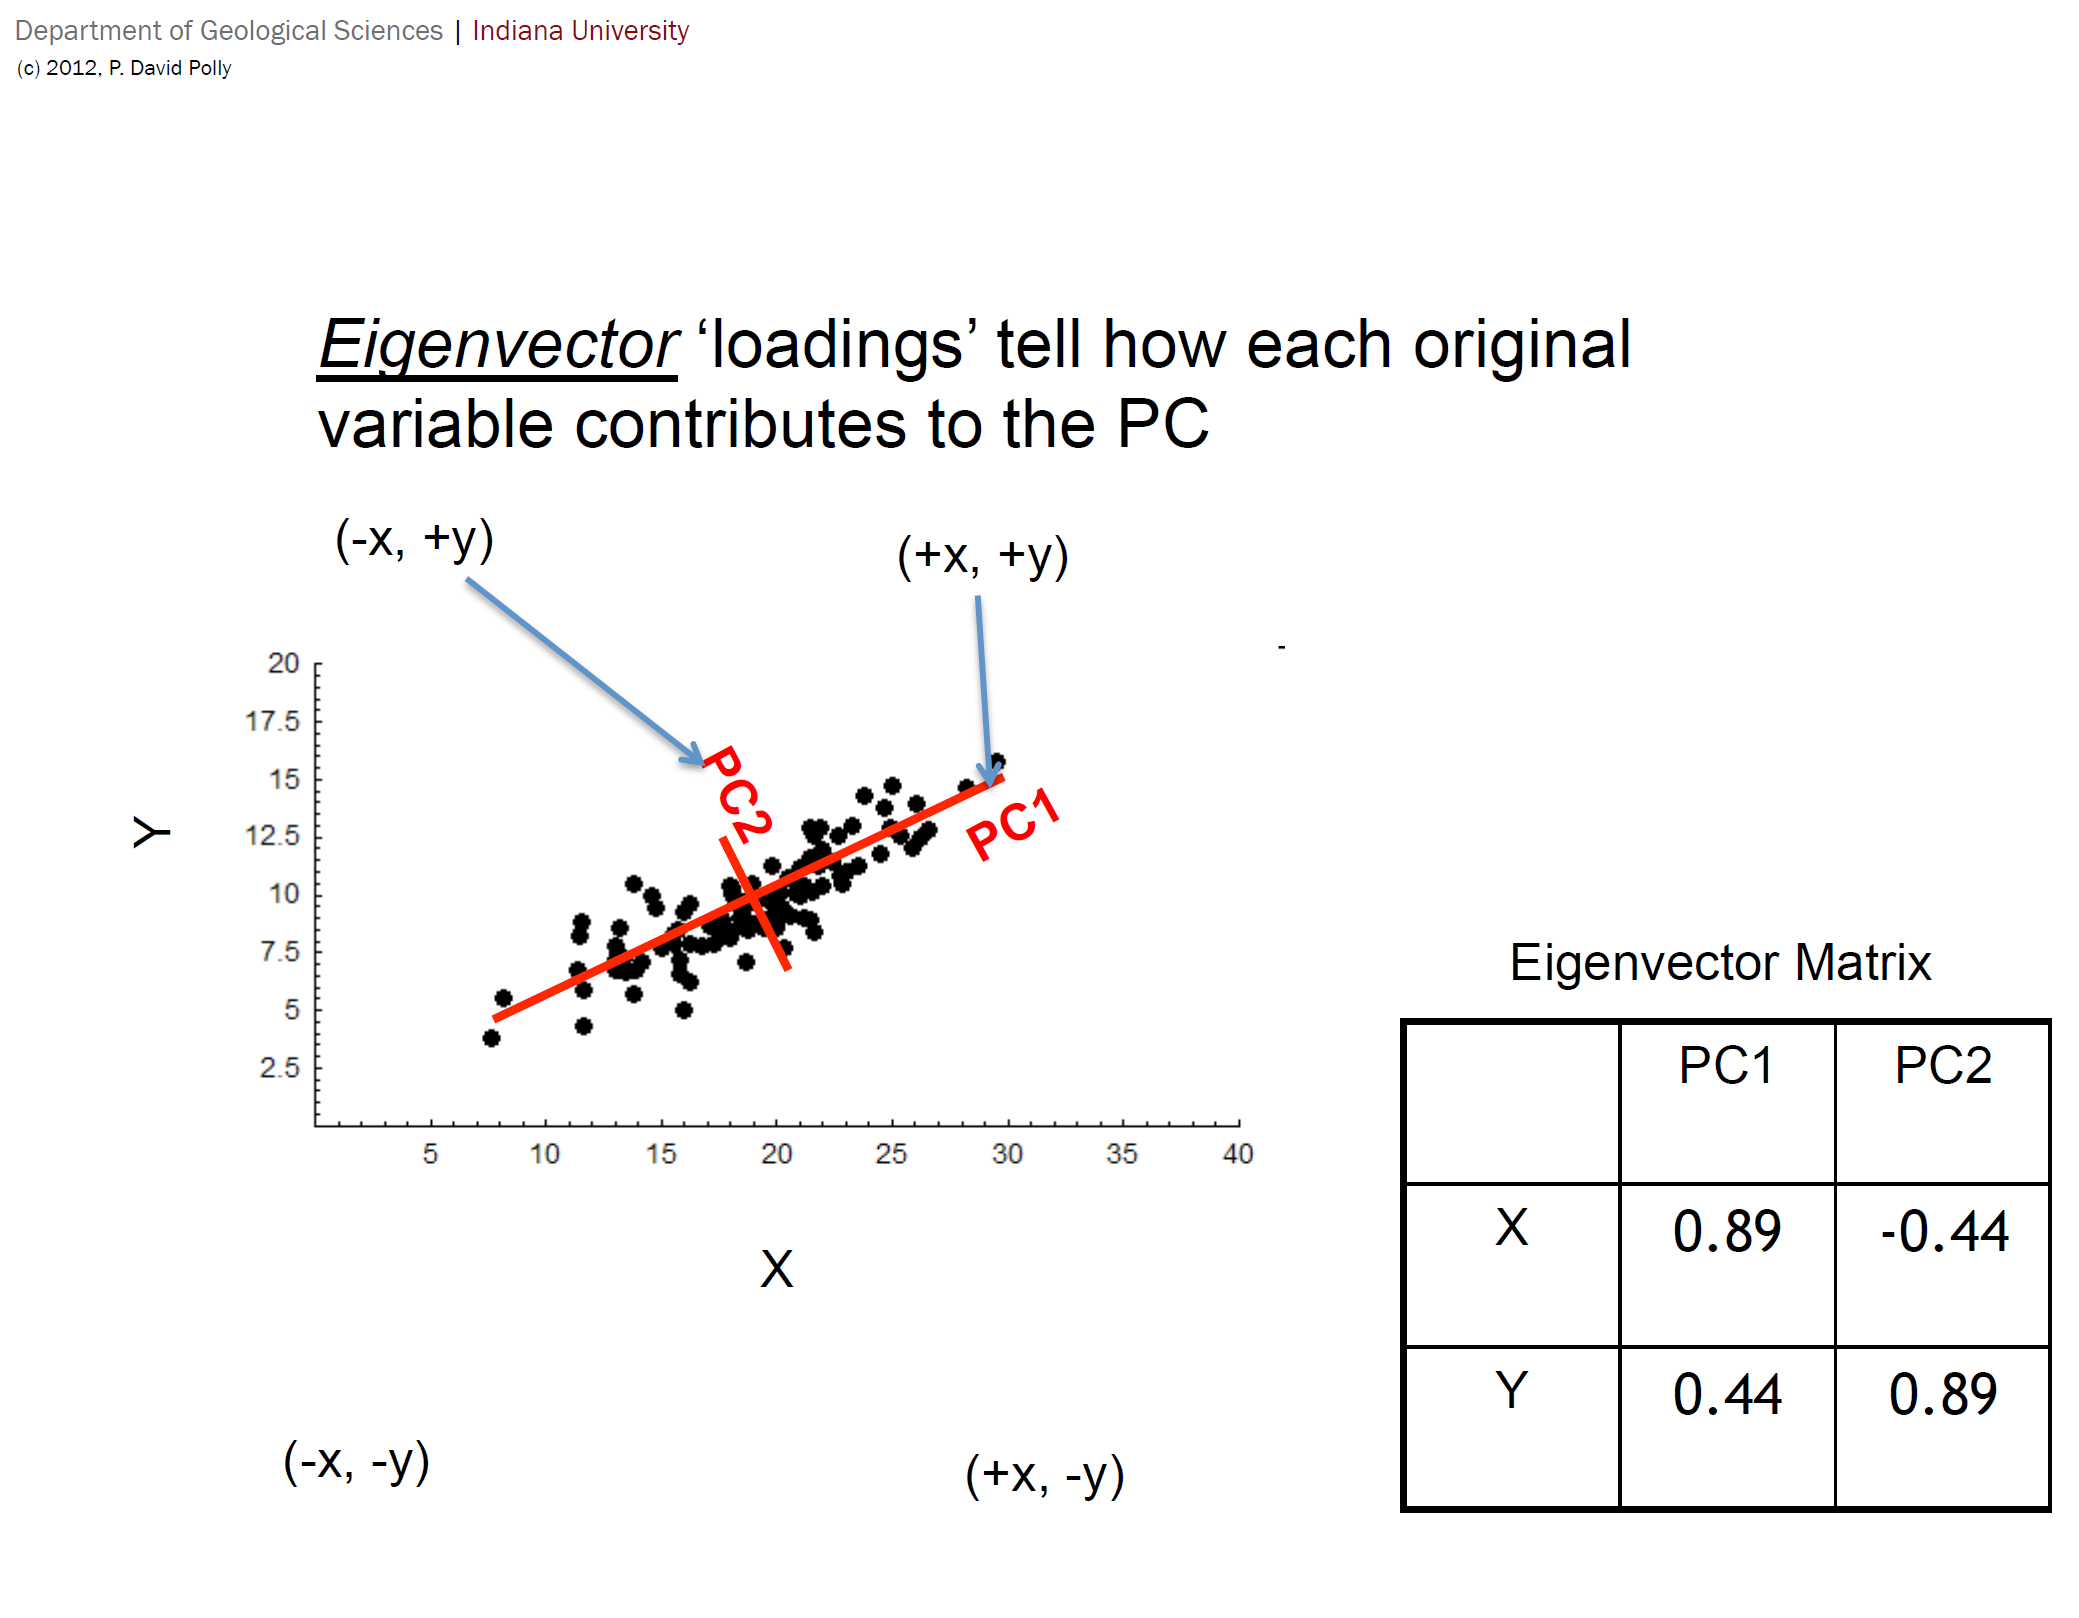 Department of Geological Sciences | Indiana University
(c) 2012, P. David Polly
Eigenvector ‘loadings’ tell how each original
variable contributes to the PC
(-x, +y)
(+x, +y)
-
20
17.5
15
12.5
10
7.5
5
2.5
Y
PC2
PC1
5 10 15 20 25 30 35 40
X
(-x, -y)
(+x, -y)
Eigenvector Matrix
PC1 PC2
X 0.89 -0.44
Y 0.44 0.89